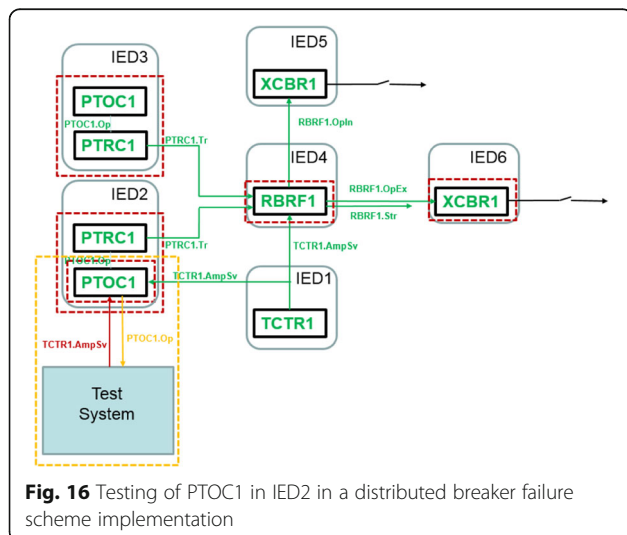 IED3
PTOC1
PTOC1.Op
PTRC1
PTRC1.Tr
IED5
XCBR1
RBRF1.OpIn
IED4
RBRF1
RBRF1.OpEx
RBRF1.Str
IED6
XCBR1
IED2
PTRC1
PTRC1.Tr
PTOC1.Op
PTOC1
TCTR1.AmpSv
TCTR1.AmpSv
IED1
TCTR1
TCTR1.AmpSv
PTOC1.Op
Test
System
Fig. 16 Testing of PTOC1 in IED2 in a distributed breaker failure
scheme implementation